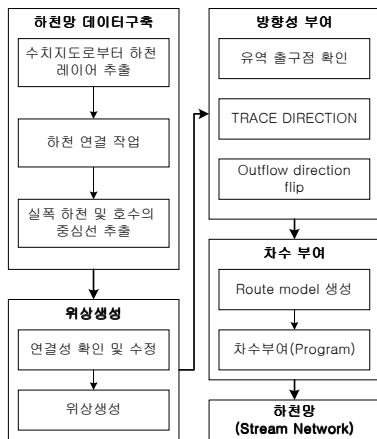 하천망 데이터구축
수치지도로부터 하천
레이어 추출
하천 연결 작업
실폭 하천 및 호수의
중심선 추출
위상생성
연결성 확인 및 수정
위상생성
방향성 부여
유역 출구점 확인
TRACE DIRECTION
Outflow direction
flip
차수 부여
Route model 생성
차수부여(Program)
하천망
(Stream Network)